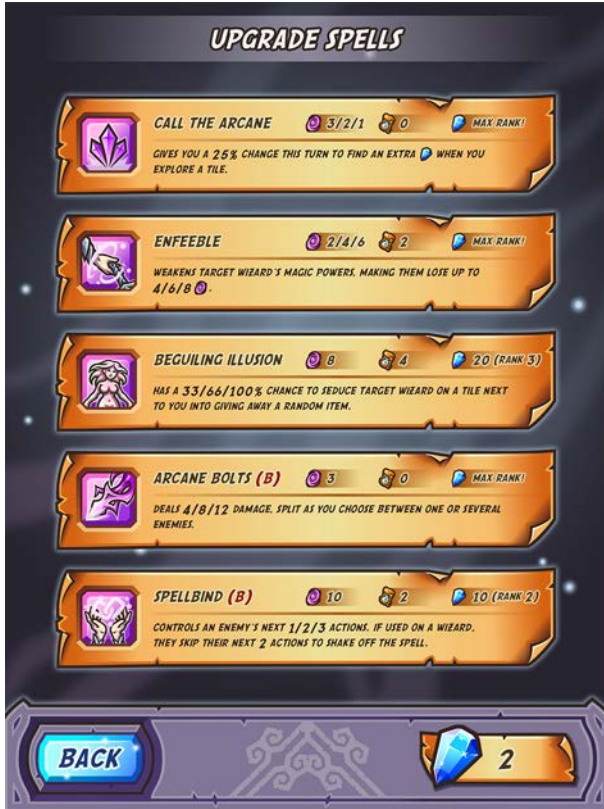 UPGRADE SPELLS
CALL THE ARCANE 3/2/1 0 MAX RANK!
GIVES YOU A 25% CHANGE THIS TURN TO FIND AN EXTRA WHEN YOU
EXPLORE A TILE.
ENFEEBLE 2/4/6 2 MAX RANK!
WEAKENS TARGET WIZARD'S MAGIC POWERS, MAKING THEM LOSE UP TO
4/6/8 .
BEGUILING ILLUSION 8 4 20 (RANK 3)
HAS A 33/66/100% CHANCE TO SEDUCE TARGET WIZARD ON A TILE NEXT
TO YOU INTO GIVING AWAY A RANDOM ITEM.
ARCANE BOLTS (B) 3 0 MAX RANK!
DEALS 4/8/12 DAMAGE, SPLIT AS YOU CHOOSE BETWEEN ONE OR SEVERAL
ENEMIES.
SPELLBIND (B) 10 2 10 (RANK 2)
CONTROLS AN ENEMY'S NEXT 1/2/3 ACTIONS. IF USED ON A WIZARD,
THEY SKIP THEIR NEXT 2 ACTIONS TO SHAKE OFF THE SPELL.
BACK 2